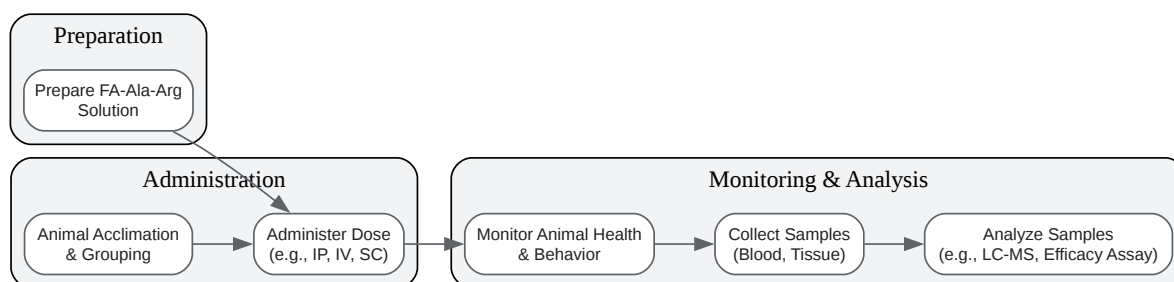 Preparation
Prepare FA-Ala-Arg
Solution
Administration
Animal Acclimation
& Grouping
Administer Dose
(e.g., IP, IV, SC)
Monitoring & Analysis
Monitor Animal Health
& Behavior
Collect Samples
(Blood, Tissue)
Analyze Samples
(e.g., LC-MS, Efficacy Assay)